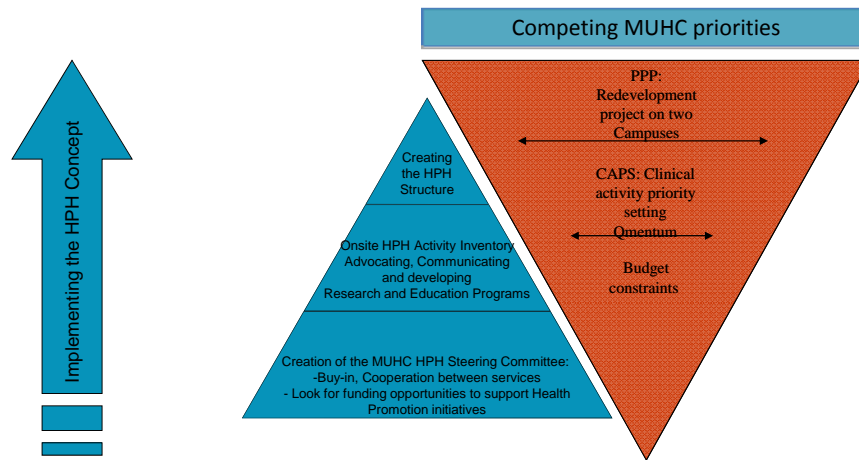 Competing MUHC priorities
Implementing the HPH Concept
Creating
the HPH
Structure
Onsite HPH Activity Inventory
Advocating, Communicating
and developing
Research and Education Programs
Creation of the MUHC HPH Steering Committee:
-Buy-in, Cooperation between services
- Look for funding opportunities to support Health
Promotion initiatives
PPP:
Redevelopment
project on two
Campuses
CAPS: Clinical
activity priority
setting
Qmentum
Budget
constraints